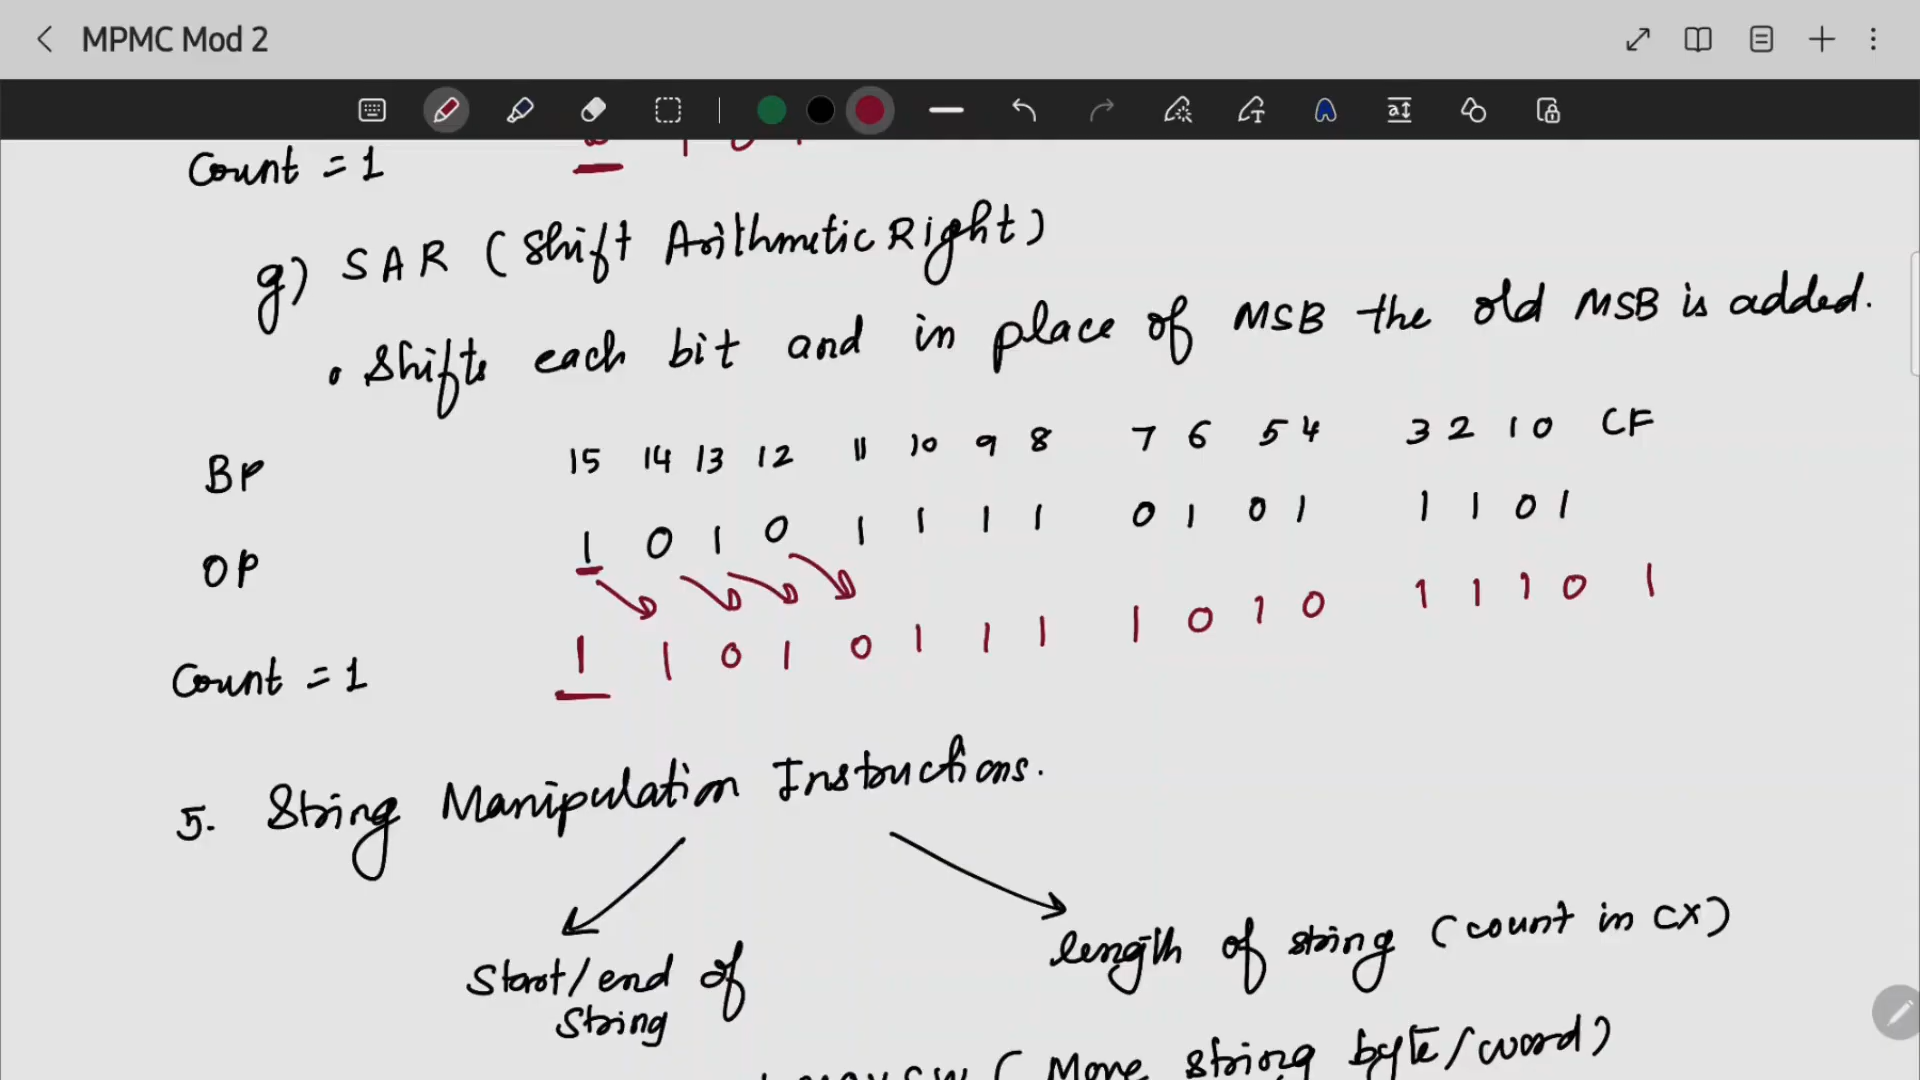 MPMC Mod 2
Count = 1
g) SAR (Shift Arithmetic Right)
• Shifts each bit and in place of MSB the old MSB is added.
BP 15 14 13 12 11 10 9 8 7 6 5 4 3 2 1 0 CF
OP 1 0 1 0 1 1 1 1 0 1 0 1 1 1 0 1
Count = 1 1 1 0 1 0 1 1 1 1 0 1 0 1 1 1 0 1
5. String Manipulation Instructions.
Start/end of String
length of string (count in CX)
(Move string byte/word)